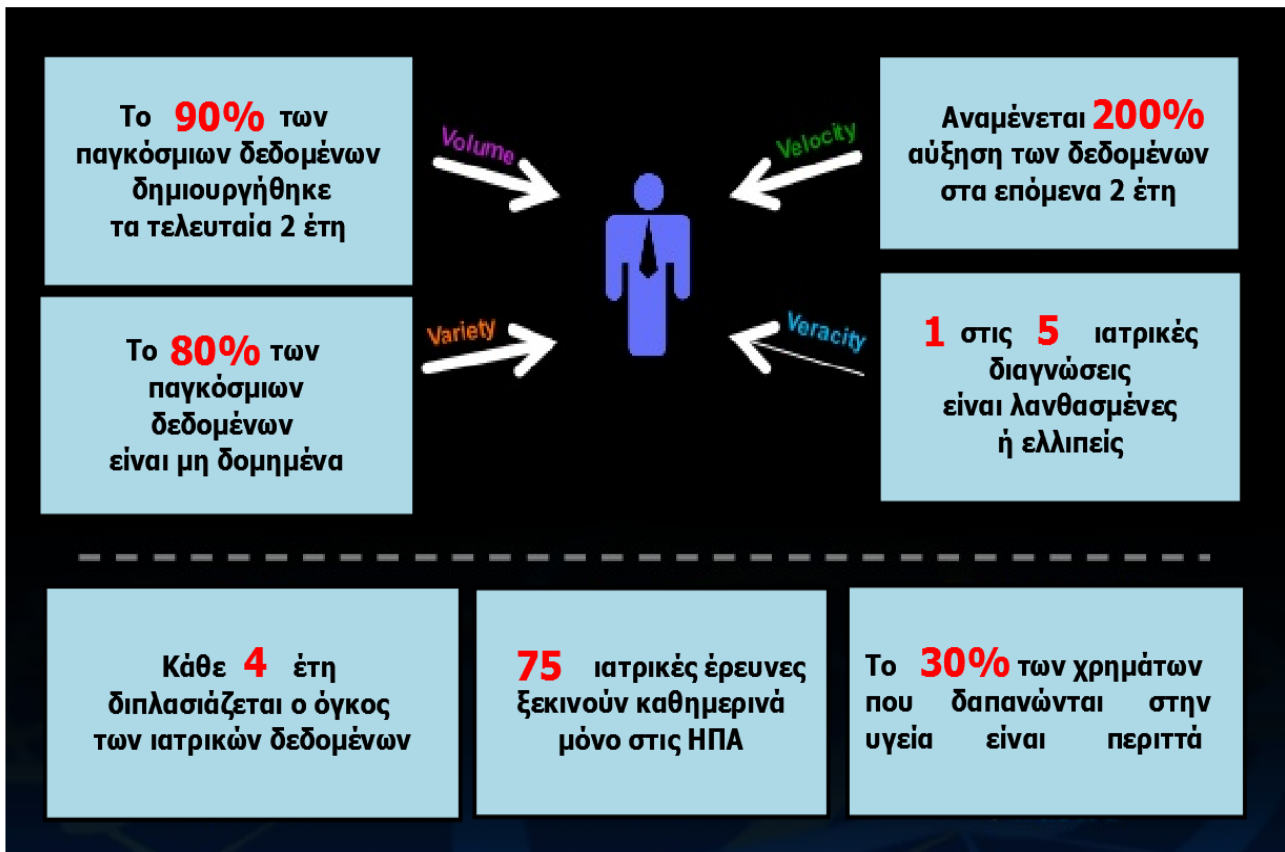 Το 90% των
παγκόσμιων δεδομένων
δημιουργήθηκε
τα τελευταία 2 έτη
Volume
Velocity
Αναμένεται 200%
αύξηση των δεδομένων
στα επόμενα 2 έτη
Το 80% των
παγκόσμιων
δεδομένων
είναι μη δομημένα
Variety
Veracity
1 στις 5 ιατρικές
διαγνώσεις
είναι λανθασμένες
ή ελλιπείς
Κάθε 4 έτη
διπλασιάζεται ο όγκος
των ιατρικών δεδομένων
75 ιατρικές έρευνες
ξεκινούν καθημερινά
μόνο στις ΗΠΑ
Το 30% των χρημάτων
που δαπανώνται στην
υγεία είναι περιττά